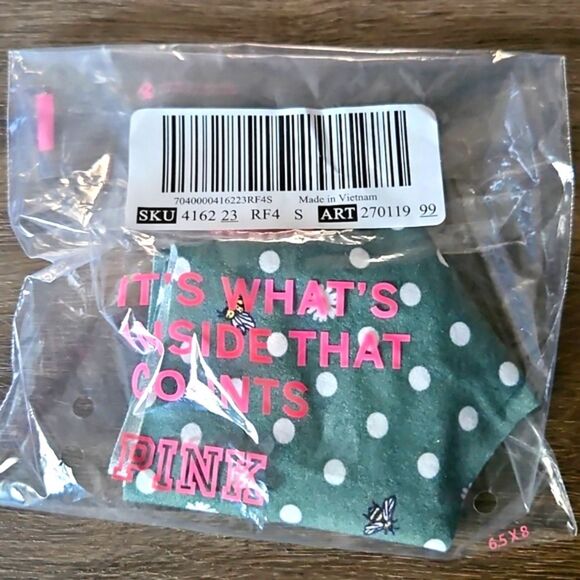 7040000416223RF4S Made in Vietnam
SKU 4162 23 RF4 S ART 270119 99
IT'S WHAT'S
INSIDE THAT
COUNTS
PINK
6.5 X 8